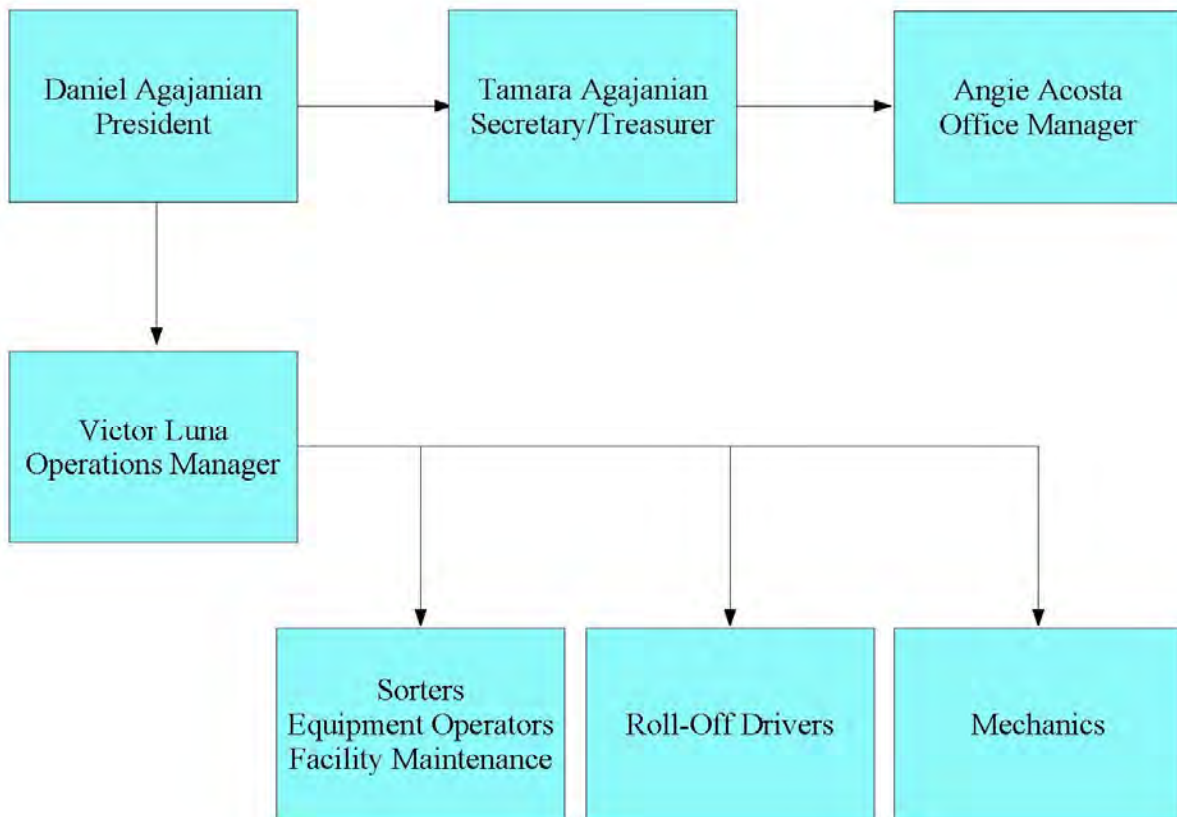 Daniel Agajanian
President
Tamara Agajanian
Secretary/Treasurer
Angie Acosta
Office Manager
Victor Luna
Operations Manager
Sorters
Equipment Operators
Facility Maintenance
Roll-Off Drivers
Mechanics